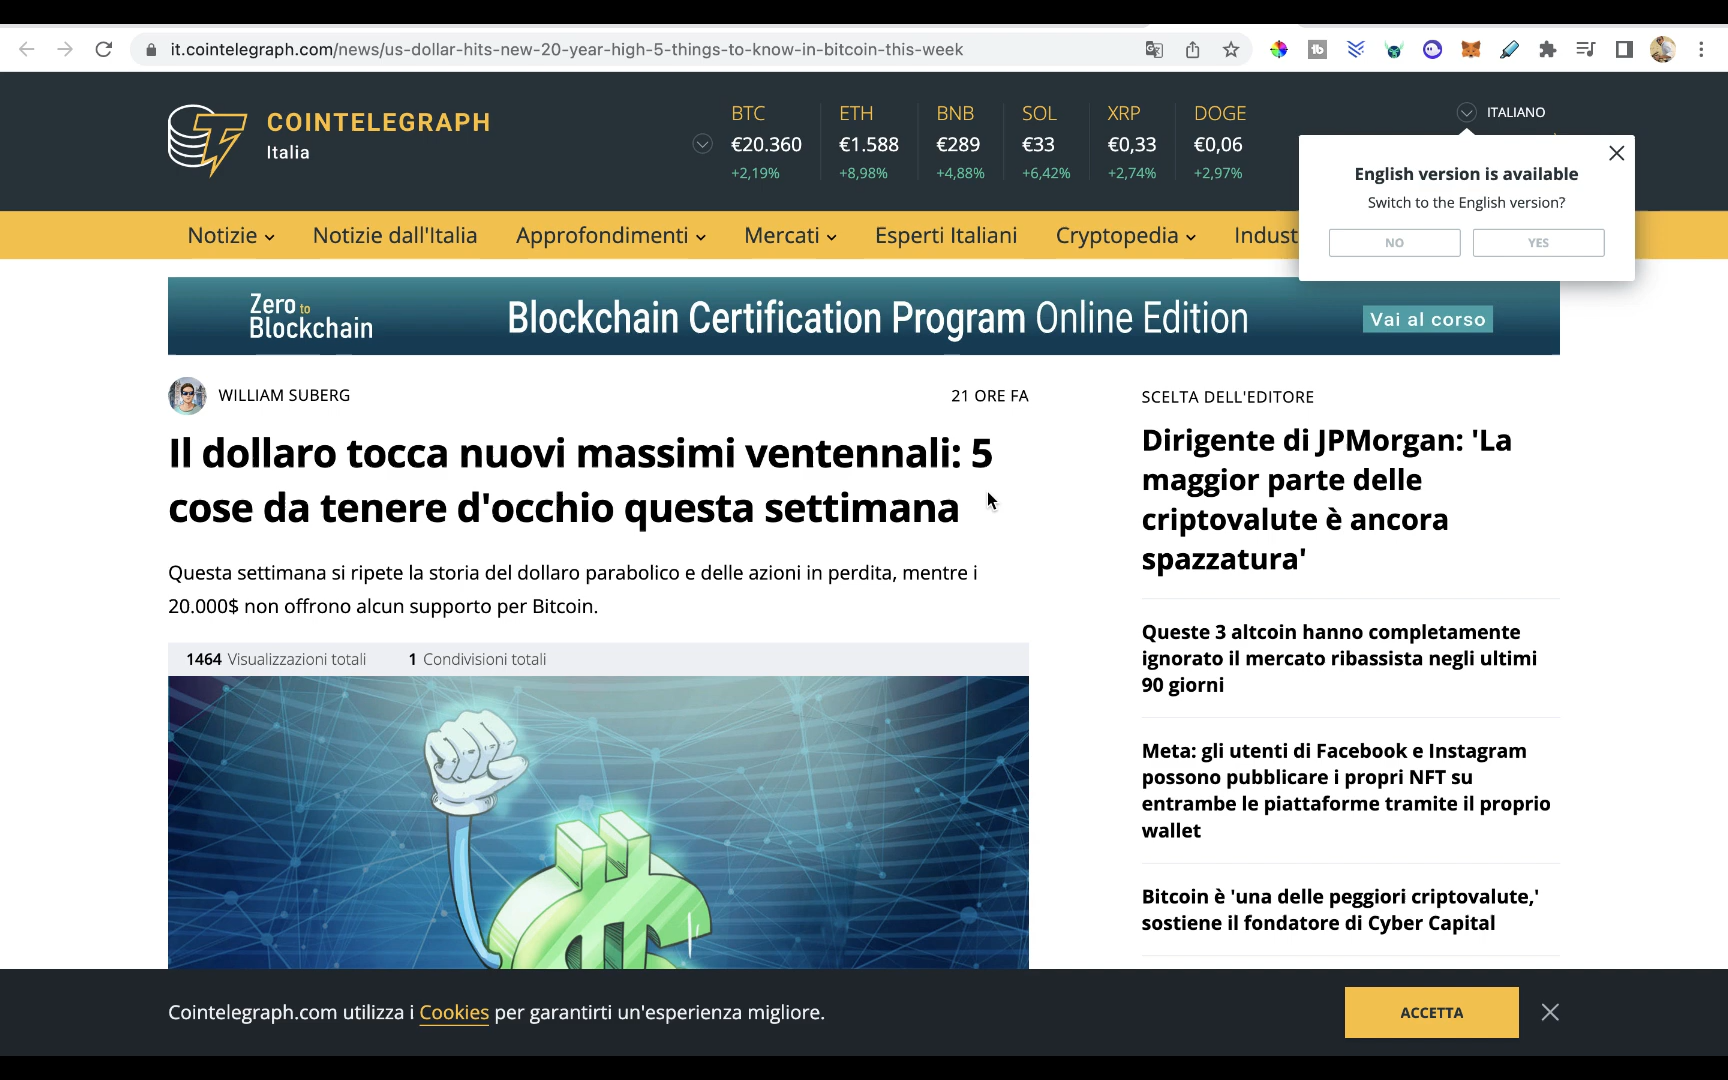 it.cointelegraph.com/news/us-dollar-hits-new-20-year-high-5-things-to-know-in-bitcoin-this-week
COINTELEGRAPH
Italia
BTC
€20.360
+2,19%
ETH
€1.588
+8,98%
BNB
€289
+4,88%
SOL
€33
+6,42%
XRP
€0,33
+2,74%
DOGE
€0,06
+2,97%
ITALIANO
English version is available
Switch to the English version?
NO YES
Notizie Notizie dall'Italia Approfondimenti Mercati Esperti Italiani Cryptopedia Indust
Zero to
Blockchain
Blockchain Certification Program Online Edition
Vai al corso
WILLIAM SUBERG
21 ORE FA
Il dollaro tocca nuovi massimi ventennali: 5
cose da tenere d'occhio questa settimana
Questa settimana si ripete la storia del dollaro parabolico e delle azioni in perdita, mentre i
20.000$ non offrono alcun supporto per Bitcoin.
1464 Visualizzazioni totali 1 Condivisioni totali
SCELTA DELL'EDITORE
Dirigente di JPMorgan: 'La
maggior parte delle
criptovalute è ancora
spazzatura'
Queste 3 altcoin hanno completamente
ignorato il mercato ribassista negli ultimi
90 giorni
Meta: gli utenti di Facebook e Instagram
possono pubblicare i propri NFT su
entrambe le piattaforme tramite il proprio
wallet
Bitcoin è 'una delle peggiori criptovalute,'
sostiene il fondatore di Cyber Capital
Cointelegraph.com utilizza i Cookies per garantirti un'esperienza migliore.
ACCETTA